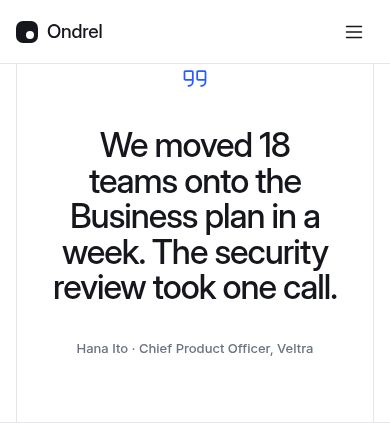 Ondrel
We moved 18
teams onto the
Business plan in a
week. The security
review took one call.
Hana Ito · Chief Product Officer, Veltra